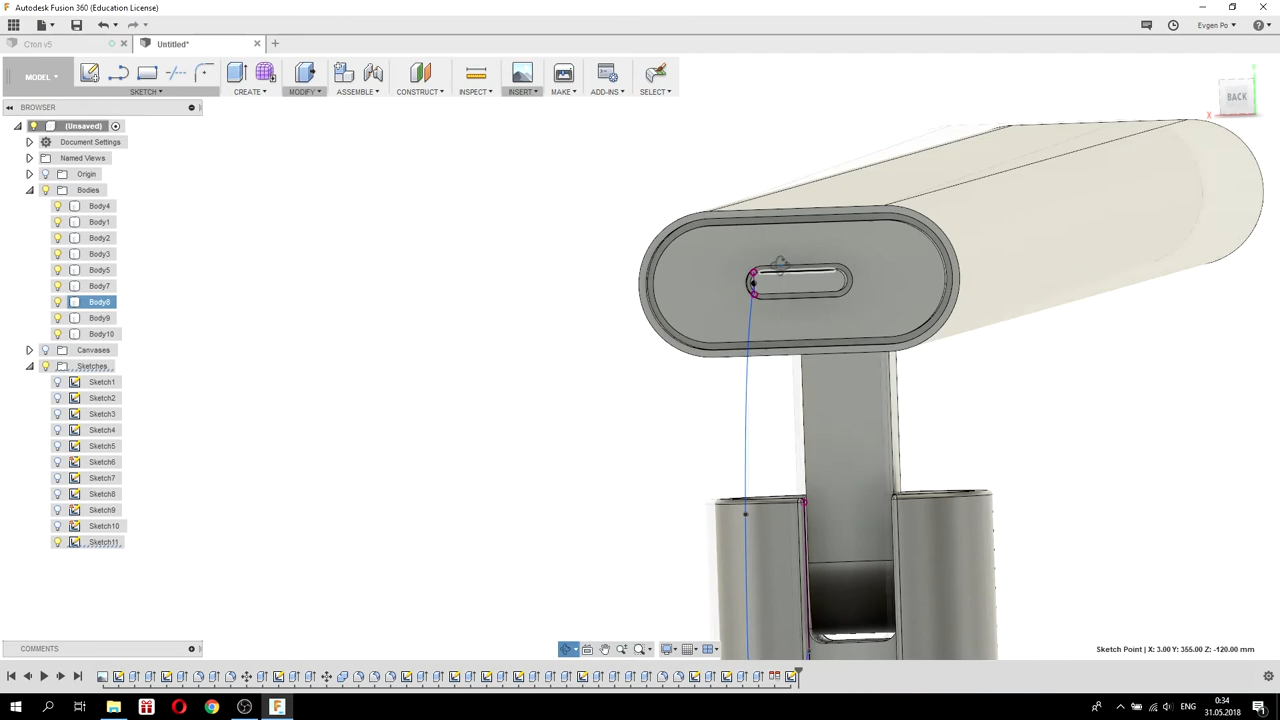 Autodesk Fusion 360 (Education License)
Evgen Po
Стол v5
Untitled*
MODEL
SKETCH
CREATE
MODIFY
ASSEMBLE
CONSTRUCT
INSPECT
INSERT
MAKE
ADD-INS
SELECT
BACK
X
BROWSER
(Unsaved)
Document Settings
Named Views
Origin
Bodies
Body4
Body1
Body2
Body3
Body5
Body7
Body8
Body9
Body10
Canvases
Sketches
Sketch1
Sketch2
Sketch3
Sketch4
Sketch5
Sketch6
Sketch7
Sketch8
Sketch9
Sketch10
Sketch11
COMMENTS
Sketch Point | X: 3.00 Y: 355.00 Z: -120.00 mm
ENG
0:34
31.05.2018